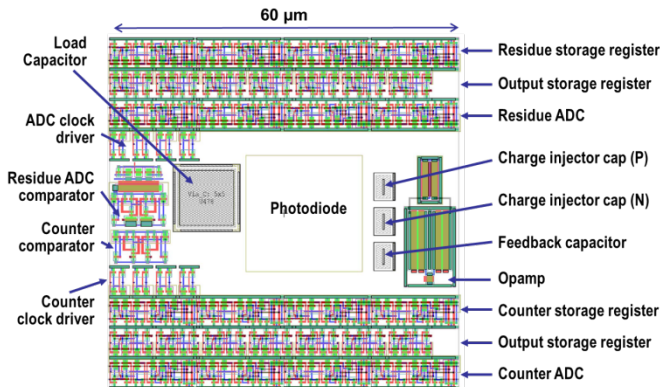 60 µm
Load
Capacitor
ADC clock
driver
Residue ADC
comparator
Counter
comparator
Counter
clock driver
Photodiode
Residue storage register
Output storage register
Residue ADC
Charge injector cap (P)
Charge injector cap (N)
Feedback capacitor
Opamp
Counter storage register
Output storage register
Counter ADC